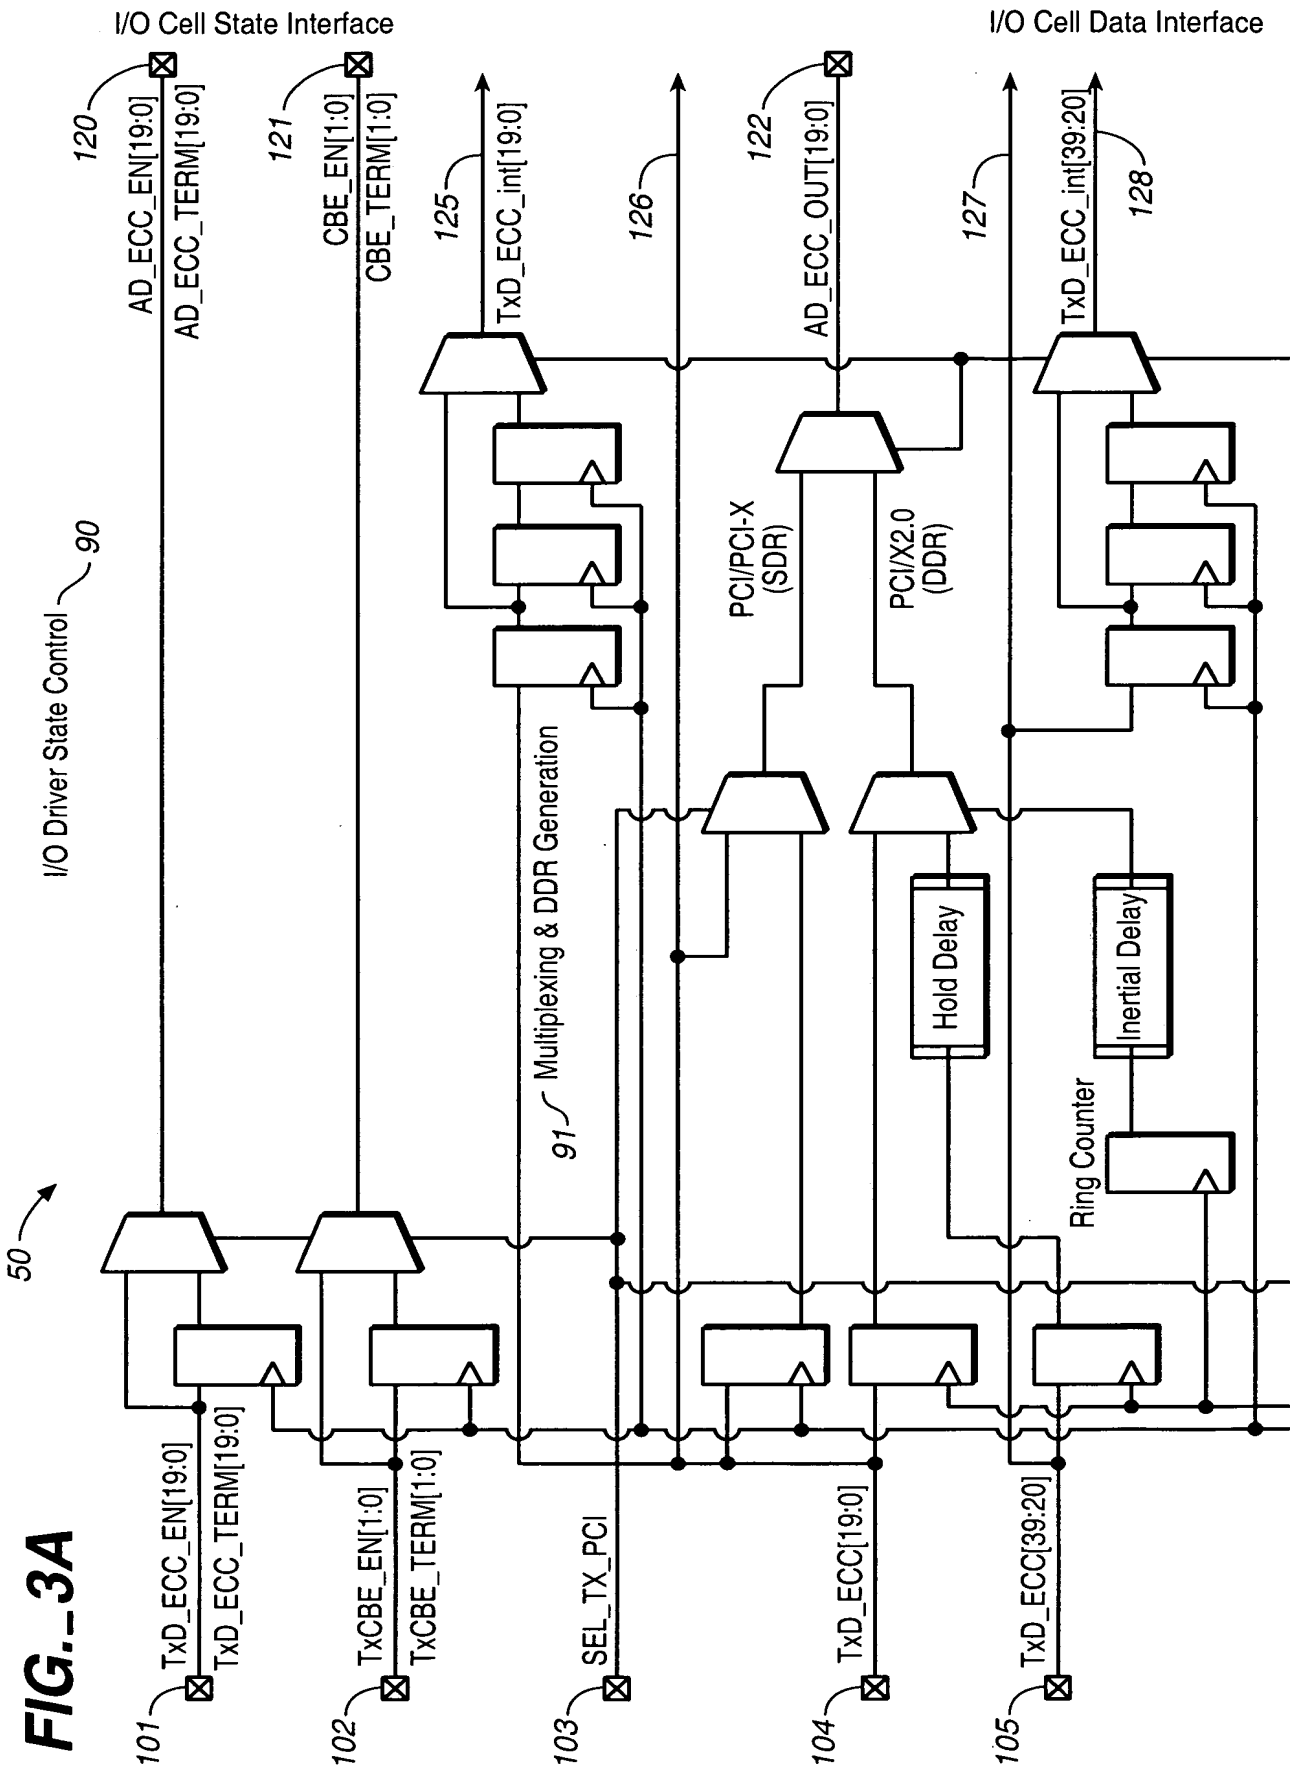 FIG._3A
50
I/O Driver State Control 90
I/O Cell State Interface
101
TxD_ECC_EN[19:0]
TxD_ECC_TERM[19:0]
120
AD_ECC_EN[19:0]
AD_ECC_TERM[19:0]
102
TxCBE_EN[1:0]
TxCBE_TERM[1:0]
121
CBE_EN[1:0]
CBE_TERM[1:0]
125
TxD_ECC_int[19:0]
91 Multiplexing & DDR Generation
103
SEL_TX_PCI
126
PCI/PCI-X
(SDR)
122
AD_ECC_OUT[19:0]
104
TxD_ECC[19:0]
PCI/X2.0
(DDR)
Hold Delay
127
I/O Cell Data Interface
105
TxD_ECC[39:20]
Ring Counter
Inertial Delay
TxD_ECC_int[39:20]
128